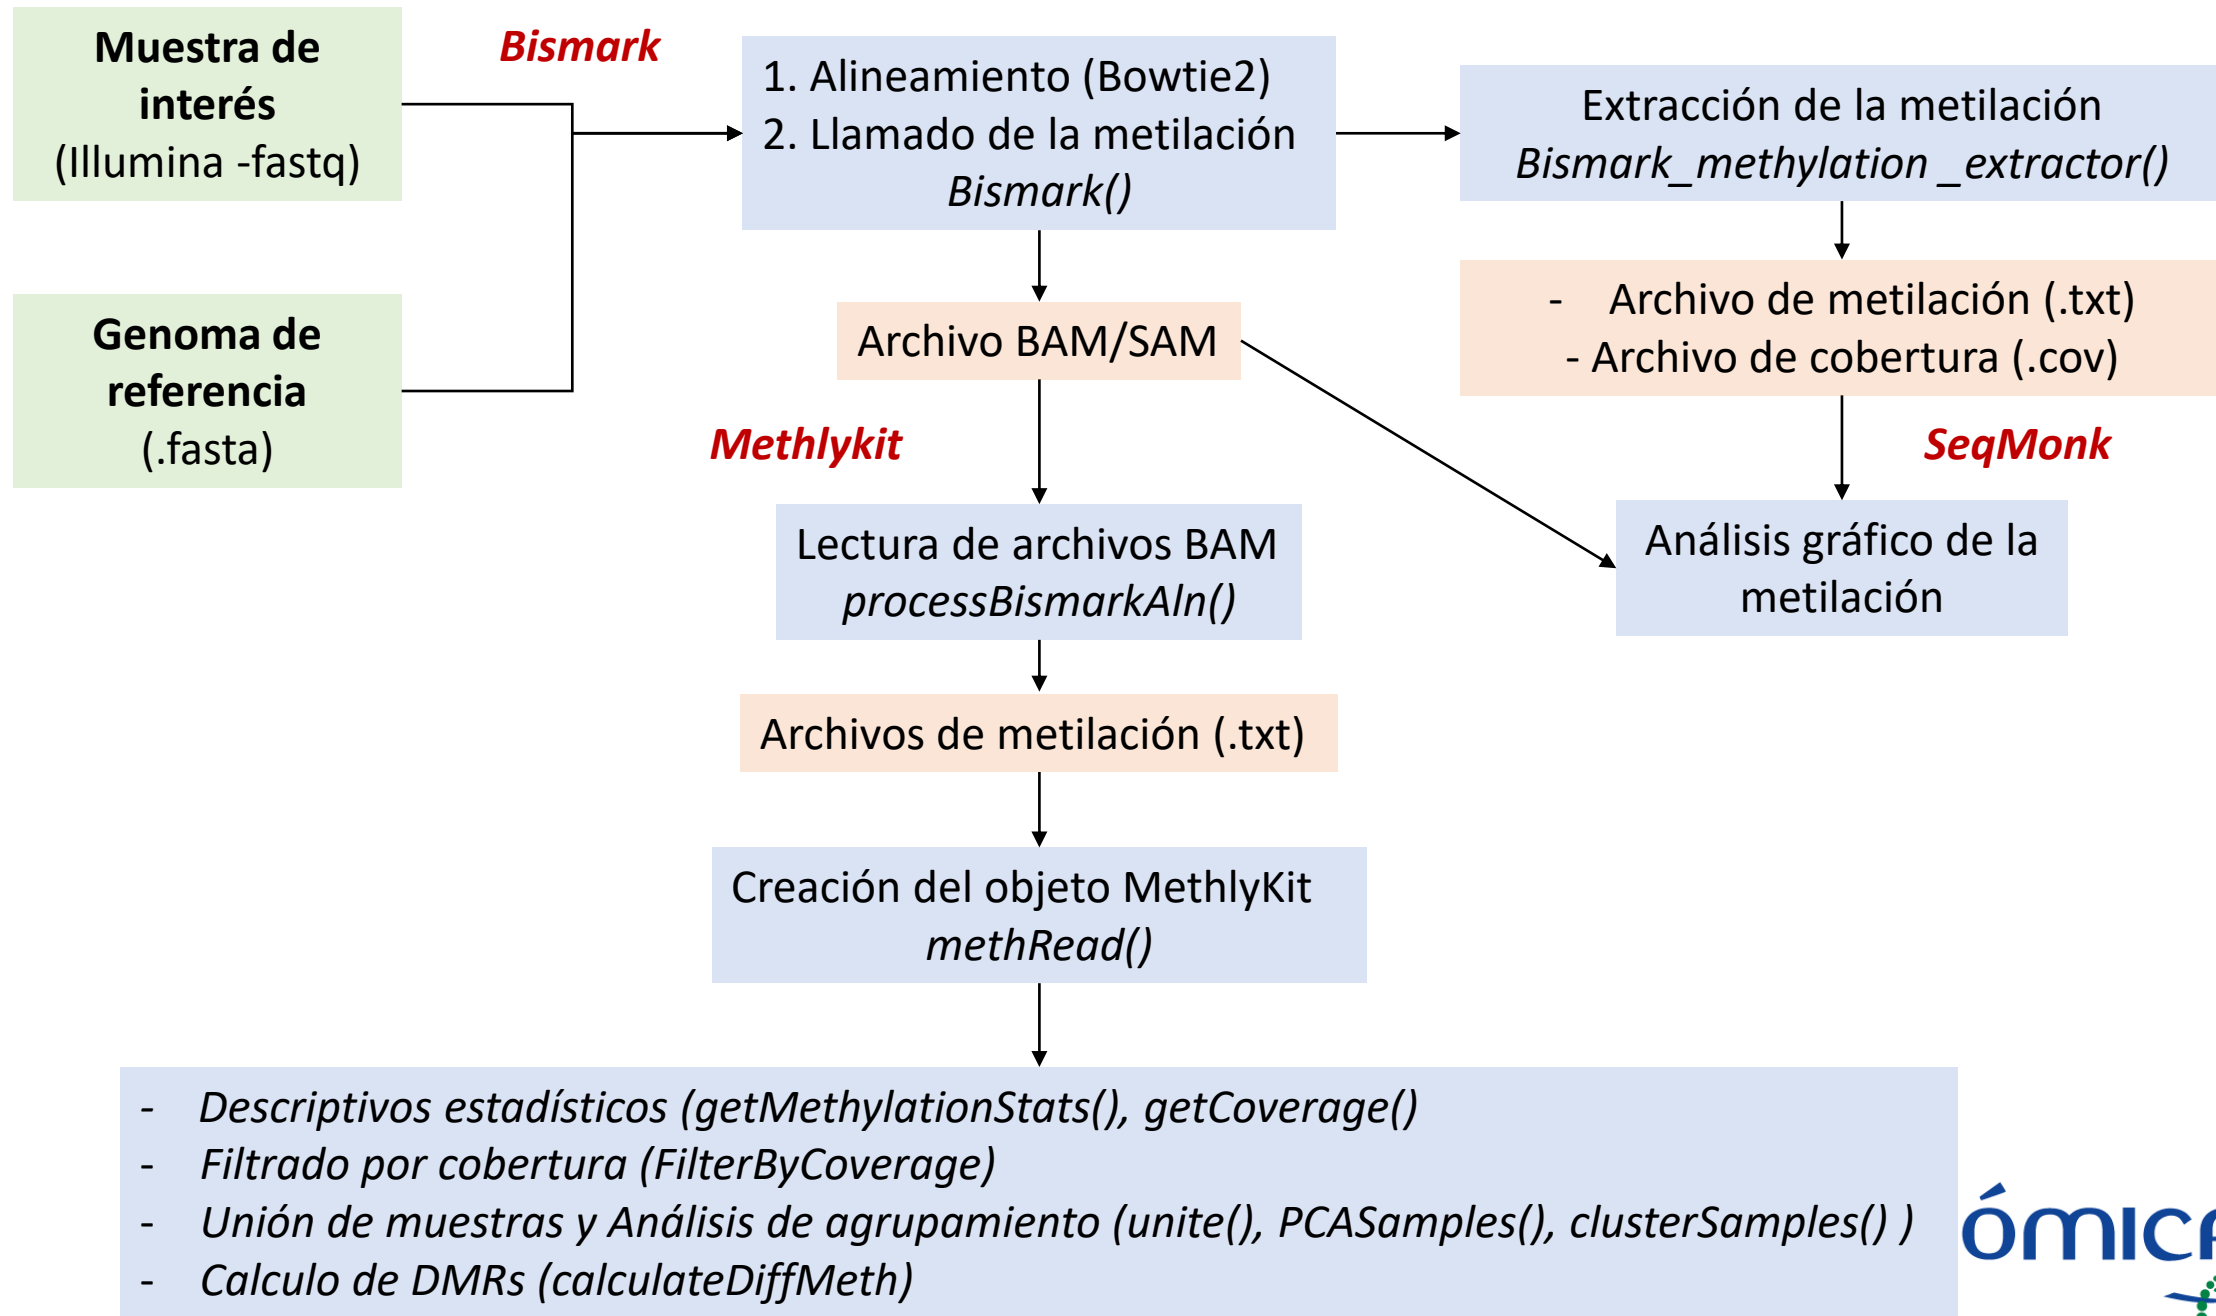 Muestra de
interés
(Illumina -fastq)
Bismark
1. Alineamiento (Bowtie2)
2. Llamado de la metilación
Bismark()
Extracción de la metilación
Bismark_methylation _extractor()
Genoma de
referencia
(.fasta)
Archivo BAM/SAM
- Archivo de metilación (.txt)
- Archivo de cobertura (.cov)
Methlykit
SeqMonk
Lectura de archivos BAM
processBismarkAln()
Análisis gráfico de la
metilación
Archivos de metilación (.txt)
Creación del objeto MethlyKit
methRead()
- Descriptivos estadísticos (getMethylationStats(), getCoverage()
- Filtrado por cobertura (FilterByCoverage)
- Unión de muestras y Análisis de agrupamiento (unite(), PCASamples(), clusterSamples() )
- Calculo de DMRs (calculateDiffMeth)